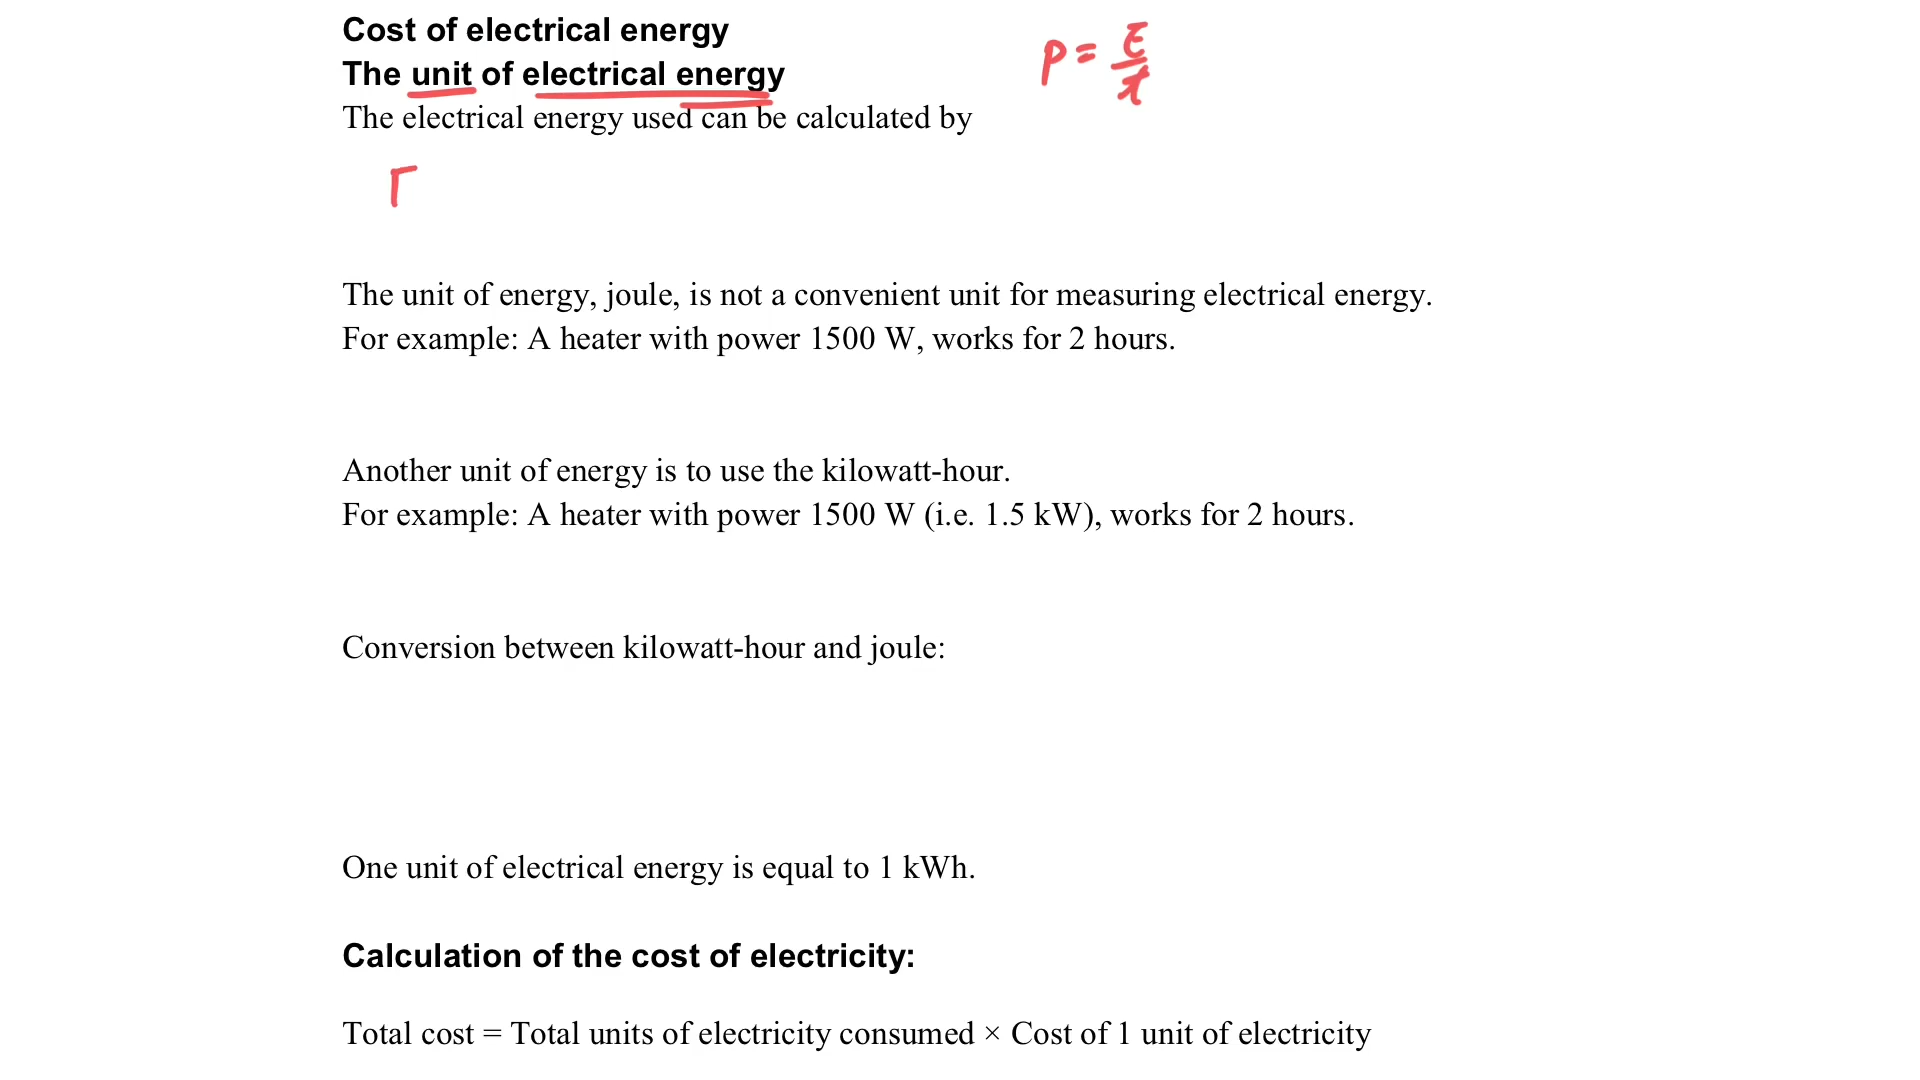 Cost of electrical energy
P = E/t
The unit of electrical energy
The electrical energy used can be calculated by
The unit of energy, joule, is not a convenient unit for measuring electrical energy.
For example: A heater with power 1500 W, works for 2 hours.
Another unit of energy is to use the kilowatt-hour.
For example: A heater with power 1500 W (i.e. 1.5 kW), works for 2 hours.
Conversion between kilowatt-hour and joule:
One unit of electrical energy is equal to 1 kWh.
Calculation of the cost of electricity:
Total cost = Total units of electricity consumed × Cost of 1 unit of electricity